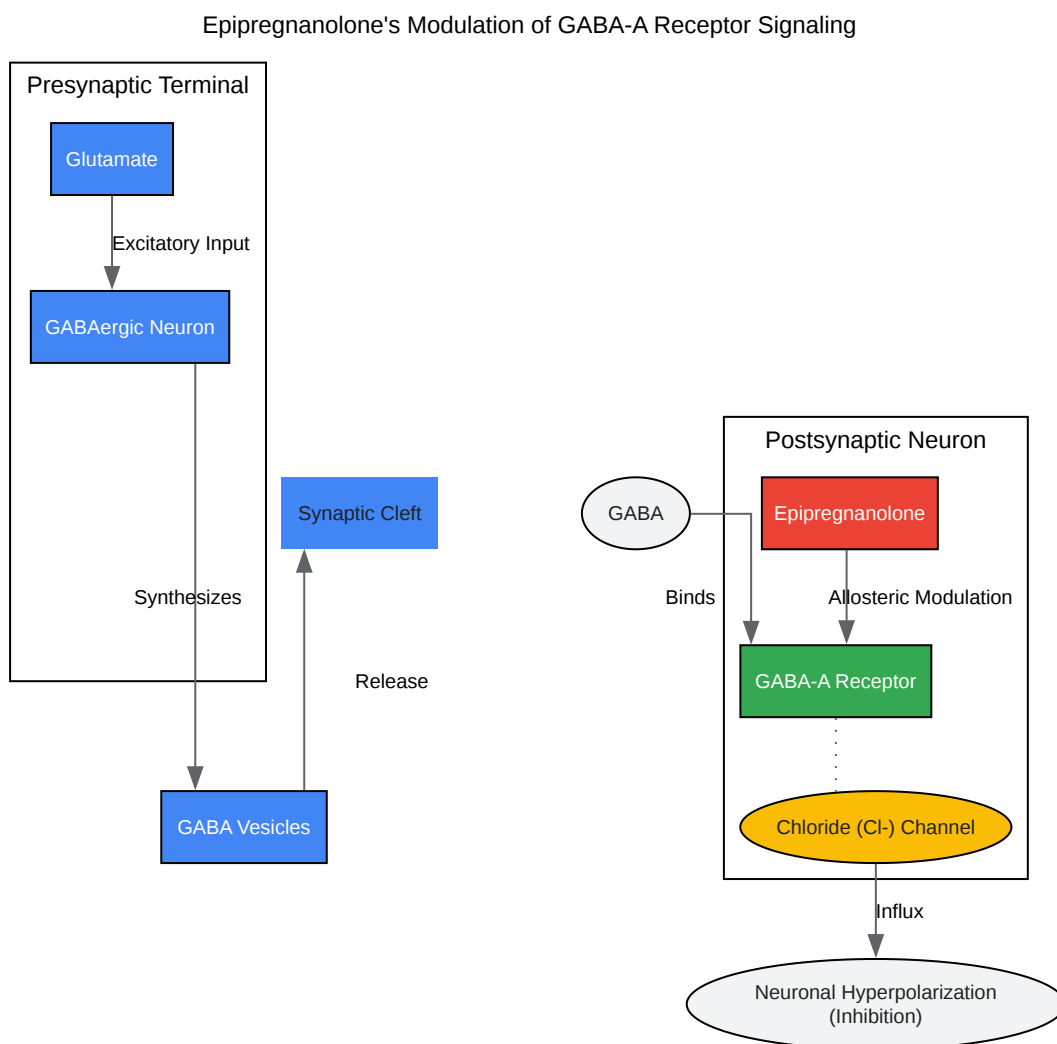 Epipregnanolone's Modulation of GABA-A Receptor Signaling
Presynaptic Terminal
Glutamate
Excitatory Input
GABAergic Neuron
Synaptic Cleft
Synthesizes
Release
GABA Vesicles
Postsynaptic Neuron
GABA
Epipregnanolone
Binds
Allosteric Modulation
GABA-A Receptor
Chloride (Cl-) Channel
Influx
Neuronal Hyperpolarization
(Inhibition)